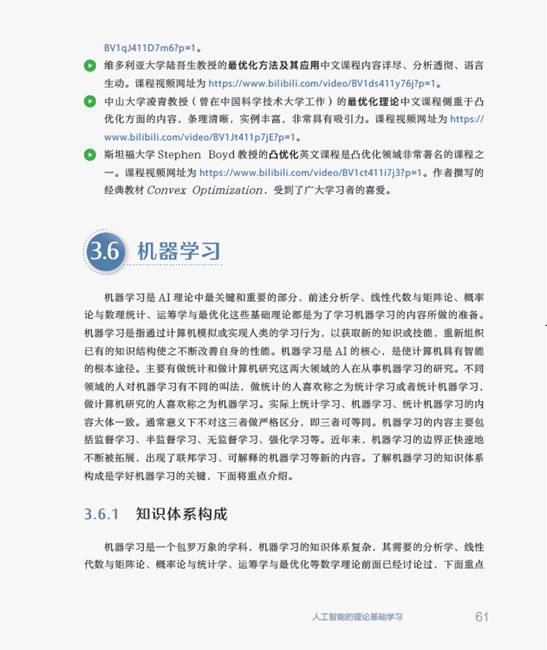 BV1qJ411D7m6?p=1。
维多利亚大学陆吾生教授的最优化方法及其应用中文课程内容详尽、分析透彻、语言
生动。课程视频网址为 https://www.bilibili.com/video/BV1ds411y76j?p=1。
中山大学凌青教授（曾在中国科学技术大学工作）的最优化理论中文课程侧重于凸
优化方面的内容，条理清晰，实例丰富，非常具有吸引力。课程视频网址为 https://
www.bilibili.com/video/BV1Jt411p7jE?p=1。
斯坦福大学 Stephen Boyd 教授的凸优化英文课程是凸优化领域非常著名的课程之
一。课程视频网址为 https://www.bilibili.com/video/BV1ct411i7j3?p=1。作者撰写的
经典教材 Convex Optimization，受到了广大学习者的喜爱。
3.6 机器学习
机器学习是 AI 理论中最关键和重要的部分，前述分析学、线性代数与矩阵论、概率
论与数理统计、运筹学与最优化这些基础理论都是为了学习机器学习的内容所做的准备。
机器学习是指通过计算机模拟或实现人类的学习行为，以获取新的知识或技能，重新组织
已有的知识结构使之不断改善自身的性能。机器学习是 AI 的核心，是使计算机具有智能
的根本途径。主要有做统计和做计算机研究这两大领域的人在从事机器学习的研究。不同
领域的人对机器学习有不同的叫法，做统计的人喜欢称之为统计学习或者统计机器学习，
做计算机研究的人喜欢称之为机器学习。实际上统计学习、机器学习、统计机器学习的内
容大体一致。通常意义下不对这三者做严格区分，即三者可等同。机器学习的内容主要包
括监督学习、半监督学习、无监督学习、强化学习等。近年来，机器学习的边界正快速地
不断被拓展，出现了联邦学习、可解释的机器学习等新的内容。了解机器学习的知识体系
构成是学好机器学习的关键，下面将重点介绍。
3.6.1 知识体系构成
机器学习是一个包罗万象的学科，机器学习的知识体系复杂，其需要的分析学、线性
代数与矩阵论、概率论与统计学、运筹学与最优化等数学理论前面已经讨论过，下面重点
人工智能的理论基础学习 61